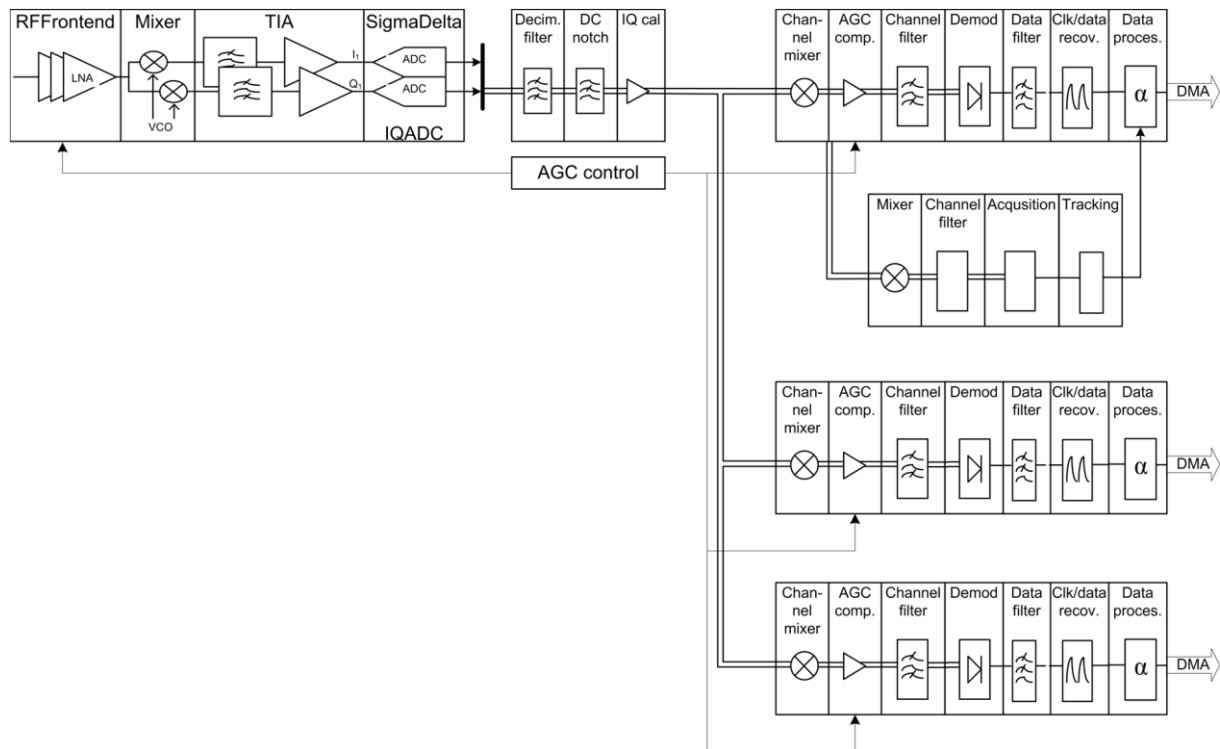 RFFrontend
Mixer
TIA
SigmaDelta
LNA
VCO
I1
Q1
ADC
ADC
IQADC
Decim.
filter
DC
notch
IQ cal
AGC control
Chan-
nel
mixer
AGC
comp.
Channel
filter
Demod
Data
filter
Clk/data
recov.
Data
proces.
α
DMA
Mixer
Channel
filter
Acqusition
Tracking
Chan-
nel
mixer
AGC
comp.
Channel
filter
Demod
Data
filter
Clk/data
recov.
Data
proces.
α
DMA
Chan-
nel
mixer
AGC
comp.
Channel
filter
Demod
Data
filter
Clk/data
recov.
Data
proces.
α
DMA